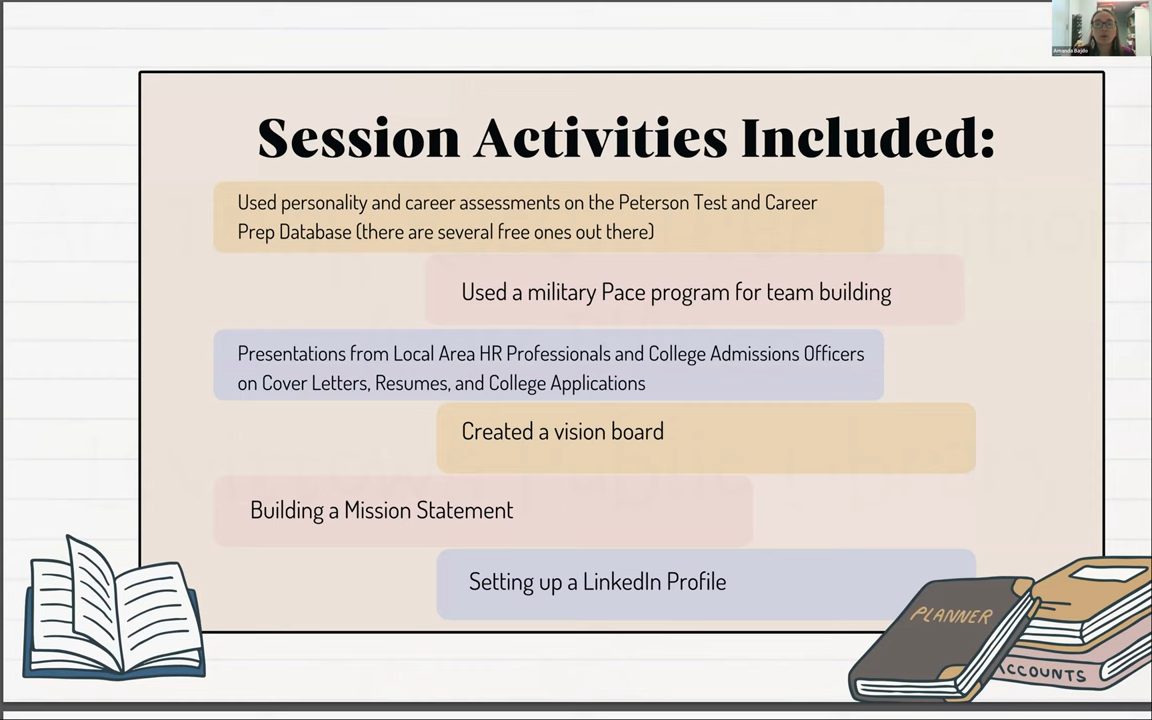 Amanda Bajdo
Session Activities Included:
Used personality and career assessments on the Peterson Test and Career
Prep Database (there are several free ones out there)
Used a military Pace program for team building
Presentations from Local Area HR Professionals and College Admissions Officers
on Cover Letters, Resumes, and College Applications
Created a vision board
Building a Mission Statement
Setting up a LinkedIn Profile
PLANNER
ACCOUNTS